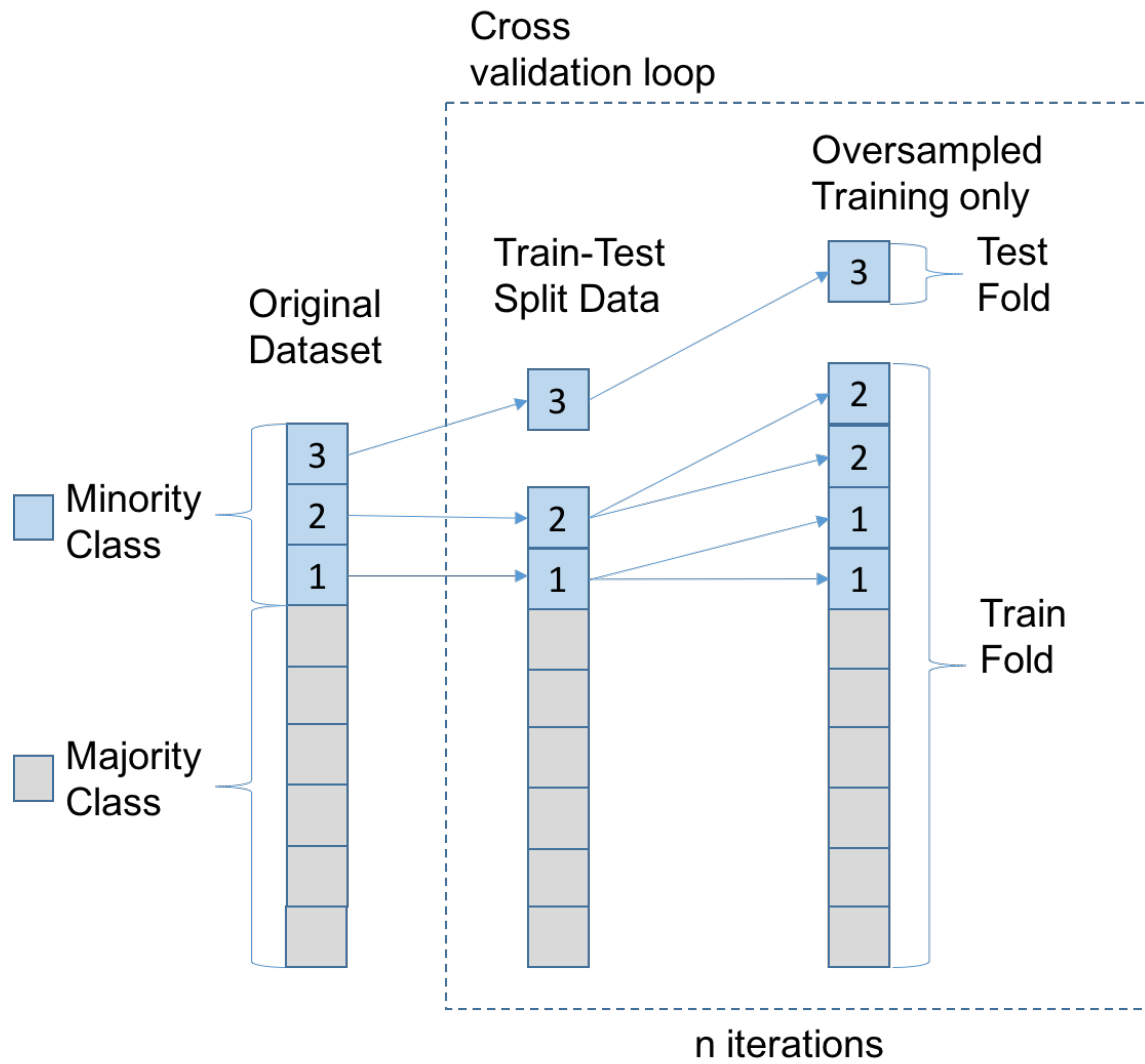 Cross
validation loop
Oversampled
Training only
Train-Test
Split Data
Test
Fold
Original
Dataset
3
3
3
2
2
1
2
1
2
1
1
Minority
Class
Majority
Class
Train
Fold
n iterations